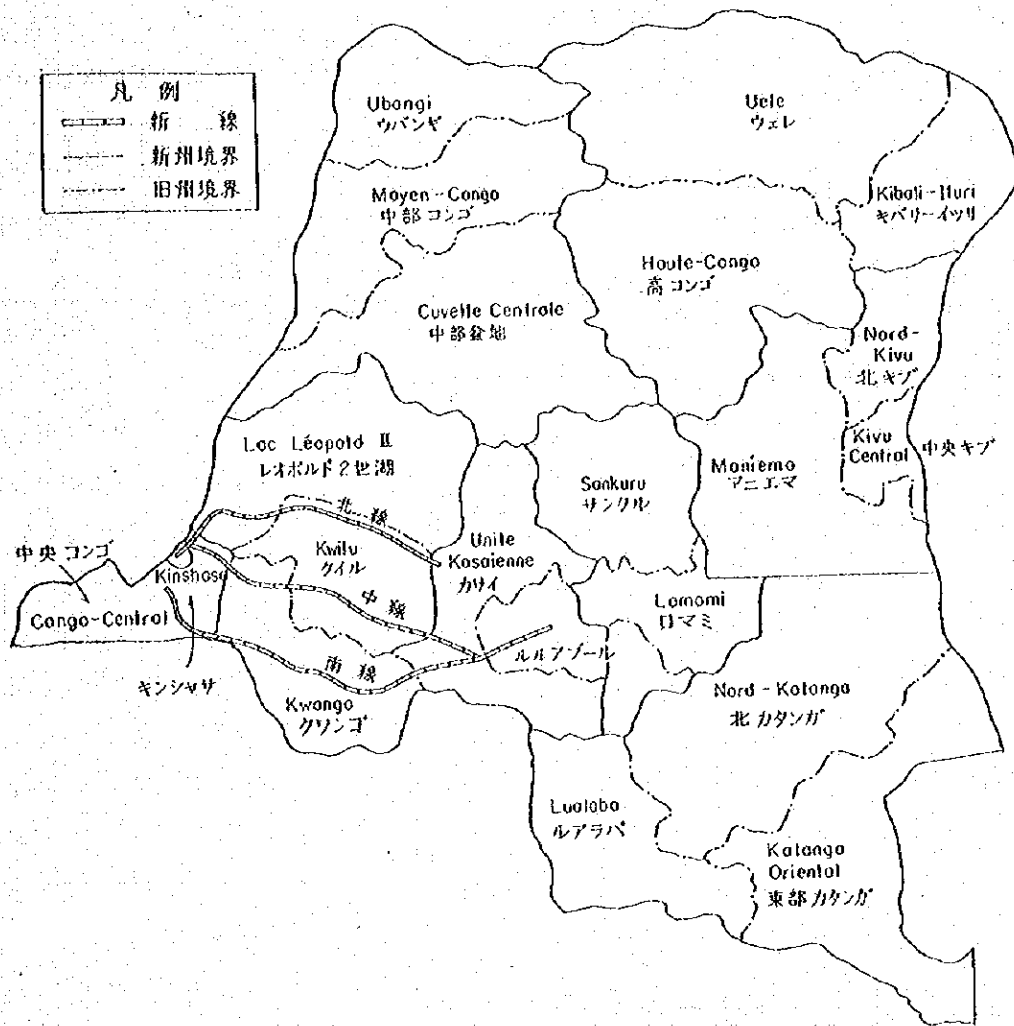 凡 例
新 線
新州境界
旧州境界
Ubangi
ウバンギ
Uele
ウェレ
Moyen-Congo
中部コンゴ
Kibali-Ituri
キバリーイツリ
Haute-Congo
高コンゴ
Cuvette Centrale
中部盆地
Nord-
Kivu
北キブ
Lac Léopold II
レオポルド2世湖
Kivu
Central
中央キブ
Maniema
マニエマ
Sankuru
サンクル
北線
Unite
Kasaienne
カサイ
Kwilu
クイル
中央コンゴ
Kinshasa
中線
Congo-Central
Lomami
ロマミ
ルルアブール
南線
キンシャサ
Kwango
クワンゴ
Nord-Katanga
北カタンガ
Lualaba
ルアラバ
Katanga
Oriental
東部カタンガ